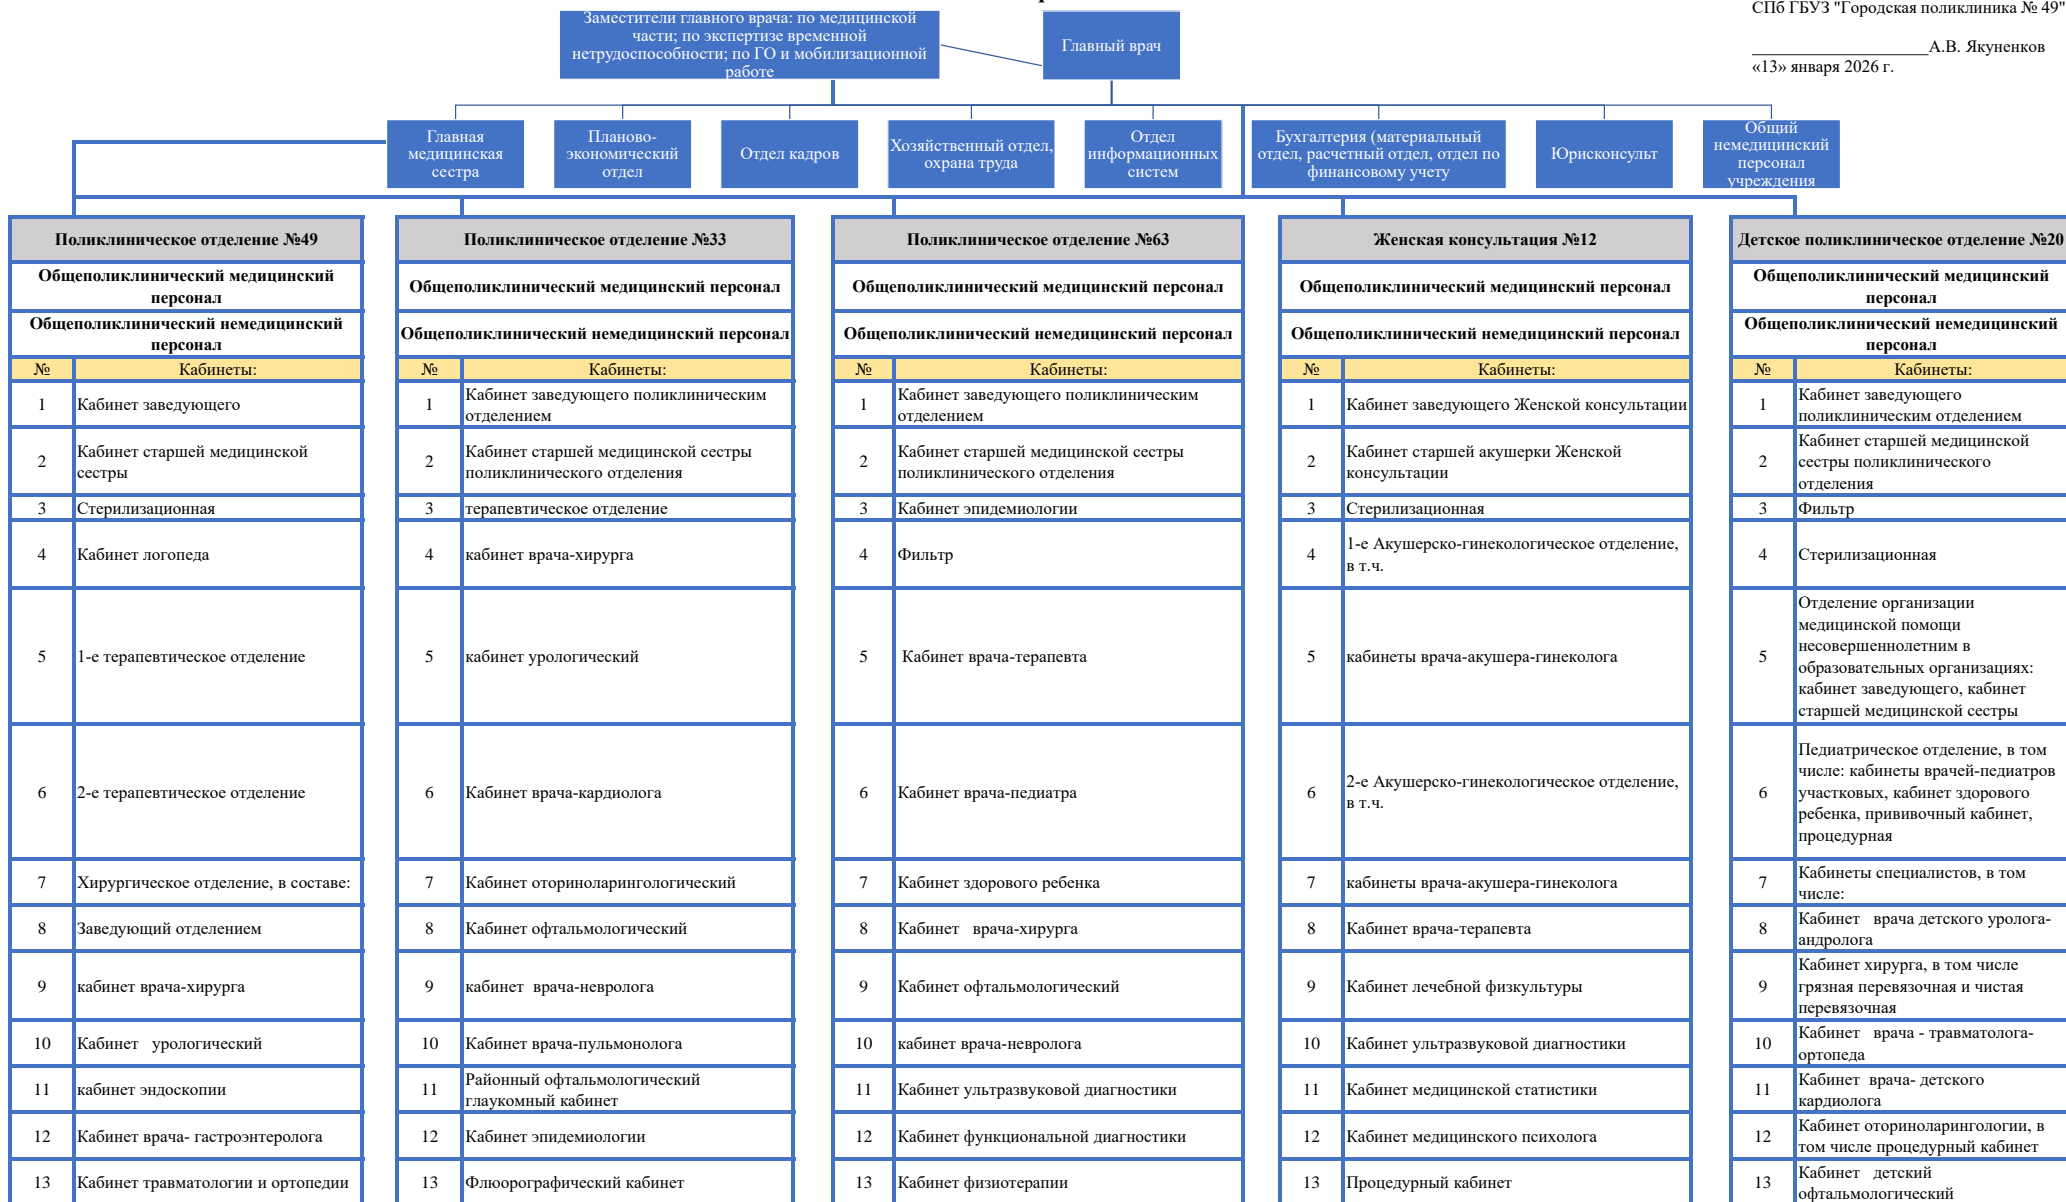 СПб ГБУЗ "Городская поликлиника № 49"
А.В. Якуненков
«13» января 2026 г.
Заместители главного врача: по медицинской
части; по экспертизе временной
нетрудоспособности; по ГО и мобилизационной
работе
Главный врач
Главная
медицинская
сестра
Планово-
экономический
отдел
Отдел кадров
Хозяйственный отдел,
охрана труда
Отдел
информационных
систем
Бухгалтерия (материальный
отдел, расчетный отдел, отдел по
финансовому учету
Юрисконсульт
Общий
немедицинский
персонал
учреждения
Поликлиническое отделение №49
Общеполиклинический медицинский
персонал
Общеполиклинический немедицинский
персонал
№ Кабинеты:
1 Кабинет заведующего
2 Кабинет старшей медицинской
сестры
3 Стерилизационная
4 Кабинет логопеда
5 1-е терапевтическое отделение
6 2-е терапевтическое отделение
7 Хирургическое отделение, в составе:
8 Заведующий отделением
9 кабинет врача-хирурга
10 Кабинет урологический
11 кабинет эндоскопии
12 Кабинет врача- гастроэнтеролога
13 Кабинет травматологии и ортопедии
Поликлиническое отделение №33
Общеполиклинический медицинский персонал
Общеполиклинический немедицинский персонал
№ Кабинеты:
1 Кабинет заведующего поликлиническим
отделением
2 Кабинет старшей медицинской сестры
поликлинического отделения
3 терапевтическое отделение
4 кабинет врача-хирурга
5 кабинет урологический
6 Кабинет врача-кардиолога
7 Кабинет оториноларингологический
8 Кабинет офтальмологический
9 кабинет врача-невролога
10 Кабинет врача-пульмонолога
11 Районный офтальмологический
глаукомный кабинет
12 Кабинет эпидемиологии
13 Флюорографический кабинет
Поликлиническое отделение №63
Общеполиклинический медицинский персонал
Общеполиклинический немедицинский персонал
№ Кабинеты:
1 Кабинет заведующего поликлиническим
отделением
2 Кабинет старшей медицинской сестры
поликлинического отделения
3 Кабинет эпидемиологии
4 Фильтр
5 Кабинет врача-терапевта
6 Кабинет врача-педиатра
7 Кабинет здорового ребенка
8 Кабинет врача-хирурга
9 Кабинет офтальмологический
10 кабинет врача-невролога
11 Кабинет ультразвуковой диагностики
12 Кабинет функциональной диагностики
13 Кабинет физиотерапии
Женская консультация №12
Общеполиклинический медицинский персонал
Общеполиклинический немедицинский персонал
№ Кабинеты:
1 Кабинет заведующего Женской консультации
2 Кабинет старшей акушерки Женской
консультации
3 Стерилизационная
4 1-е Акушерско-гинекологическое отделение,
в т.ч.
5 кабинеты врача-акушера-гинеколога
6 2-е Акушерско-гинекологическое отделение,
в т.ч.
7 кабинеты врача-акушера-гинеколога
8 Кабинет врача-терапевта
9 Кабинет лечебной физкультуры
10 Кабинет ультразвуковой диагностики
11 Кабинет медицинской статистики
12 Кабинет медицинского психолога
13 Процедурный кабинет
Детское поликлиническое отделение №20
Общеполиклинический медицинский
персонал
Общеполиклинический немедицинский
персонал
№ Кабинеты:
1 Кабинет заведующего
поликлиническим отделением
2 Кабинет старшей медицинской
сестры поликлинического
отделения
3 Фильтр
4 Стерилизационная
5 Отделение организации
медицинской помощи
несовершеннолетним в
образовательных организациях:
кабинет заведующего, кабинет
старшей медицинской сестры
6 Педиатрическое отделение, в том
числе: кабинеты врачей-педиатров
участковых, кабинет здорового
ребенка, прививочный кабинет,
процедурная
7 Кабинеты специалистов, в том
числе:
8 Кабинет врача детского уролога-
андролога
9 Кабинет хирурга, в том числе
грязная перевязочная и чистая
перевязочная
10 Кабинет врача - травматолога-
ортопеда
11 Кабинет врача- детского
кардиолога
12 Кабинет оториноларингологии, в
том числе процедурный кабинет
13 Кабинет детский
офтальмологический